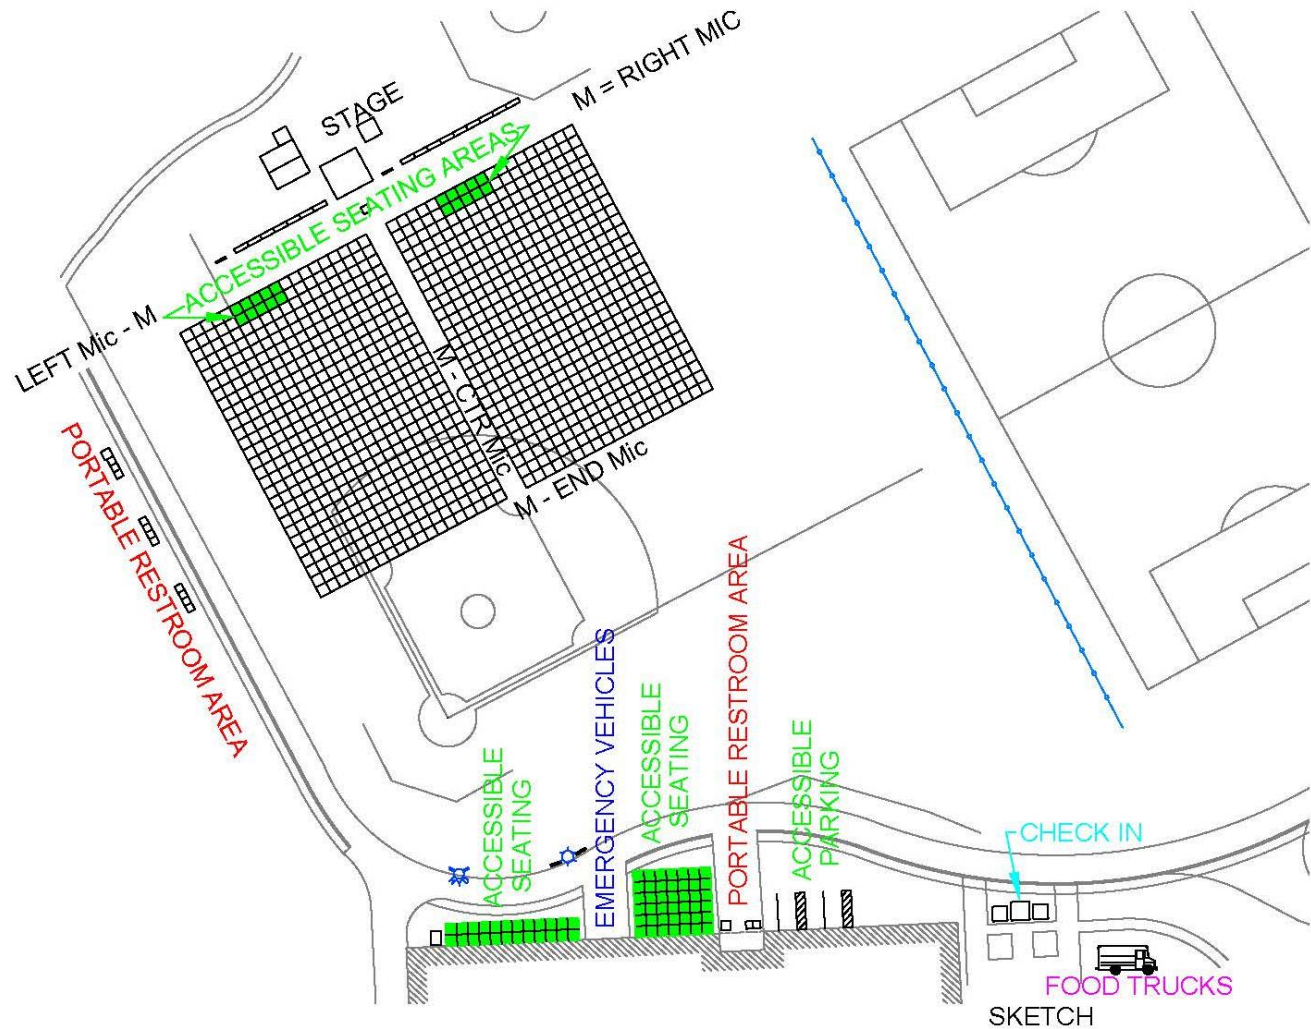 STAGE
M = RIGHT MIC
ACCESSIBLE SEATING AREAS
LEFT Mic - M
M - CTR Mic
M - END Mic
PORTABLE RESTROOM AREA
ACCESSIBLE
SEATING
EMERGENCY VEHICLES
ACCESSIBLE
SEATING
PORTABLE RESTROOM AREA
ACCESSIBLE
PARKING
CHECK IN
FOOD TRUCKS
SKETCH